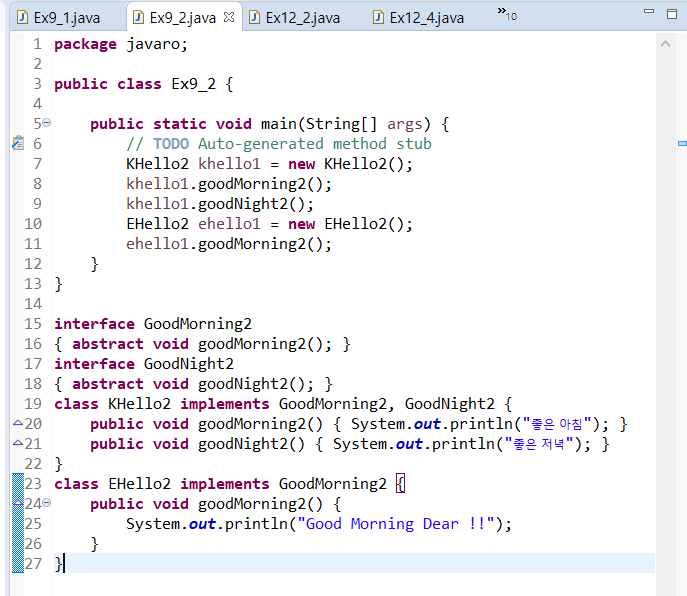 Ex9_1.java Ex9_2.java Ex12_2.java Ex12_4.java »10
1 package javaro;
2
3 public class Ex9_2 {
4
5 public static void main(String[] args) {
6 // TODO Auto-generated method stub
7 KHello2 khello1 = new KHello2();
8 khello1.goodMorning2();
9 khello1.goodNight2();
10 EHello2 ehello1 = new EHello2();
11 ehello1.goodMorning2();
12 }
13 }
14
15 interface GoodMorning2
16 { abstract void goodMorning2(); }
17 interface GoodNight2
18 { abstract void goodNight2(); }
19 class KHello2 implements GoodMorning2, GoodNight2 {
20 public void goodMorning2() { System.out.println("좋은 아침"); }
21 public void goodNight2() { System.out.println("좋은 저녁"); }
22 }
23 class EHello2 implements GoodMorning2 {
24 public void goodMorning2() {
25 System.out.println("Good Morning Dear !!");
26 }
27 }